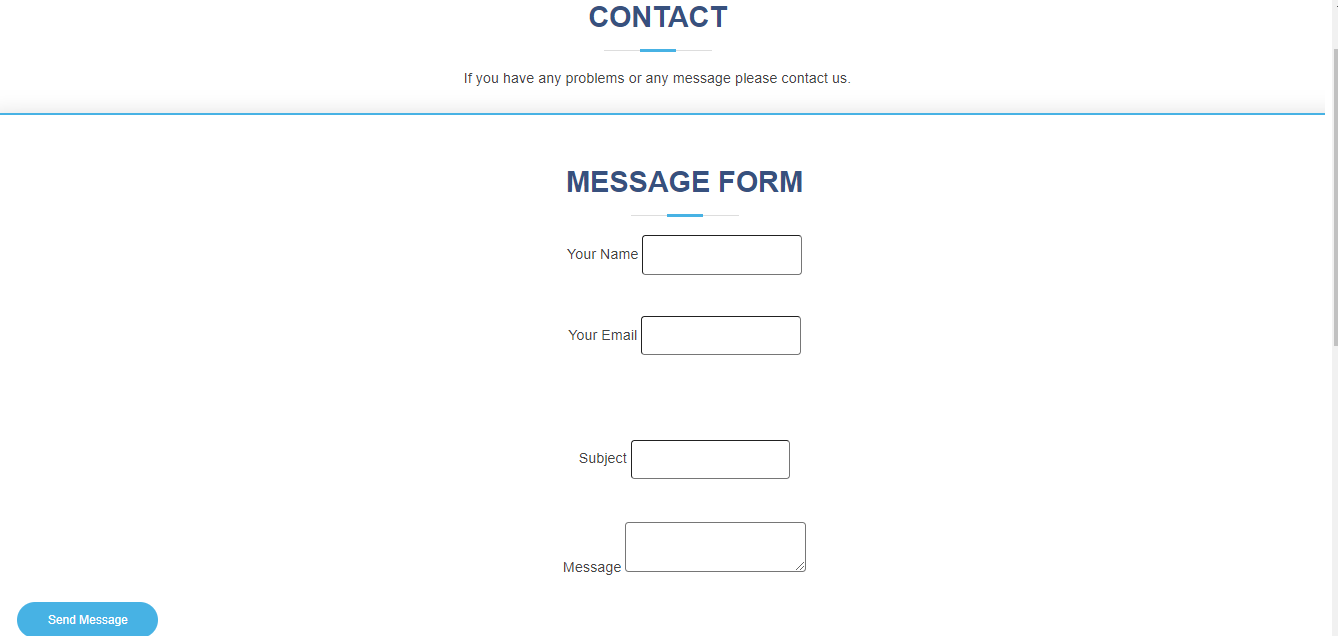 CONTACT
If you have any problems or any message please contact us.
MESSAGE FORM
Your Name
Your Email
Subject
Message
Send Message